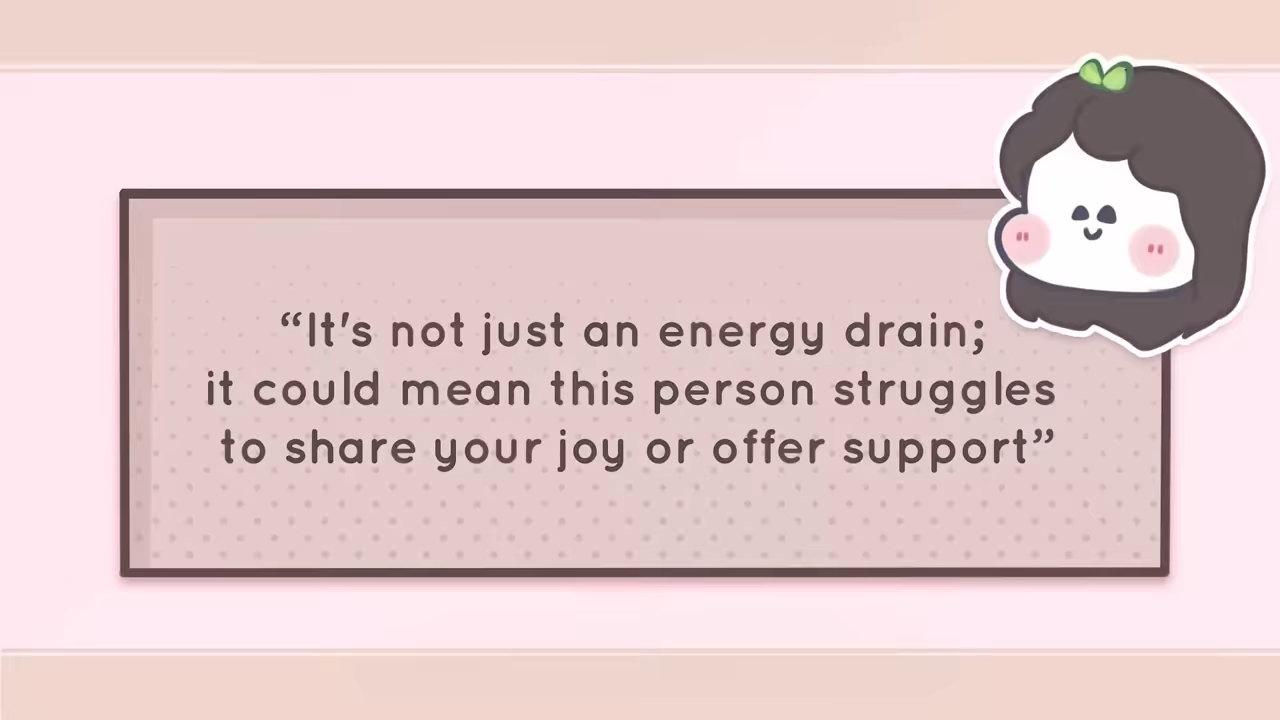 “It's not just an energy drain;
it could mean this person struggles
to share your joy or offer support”